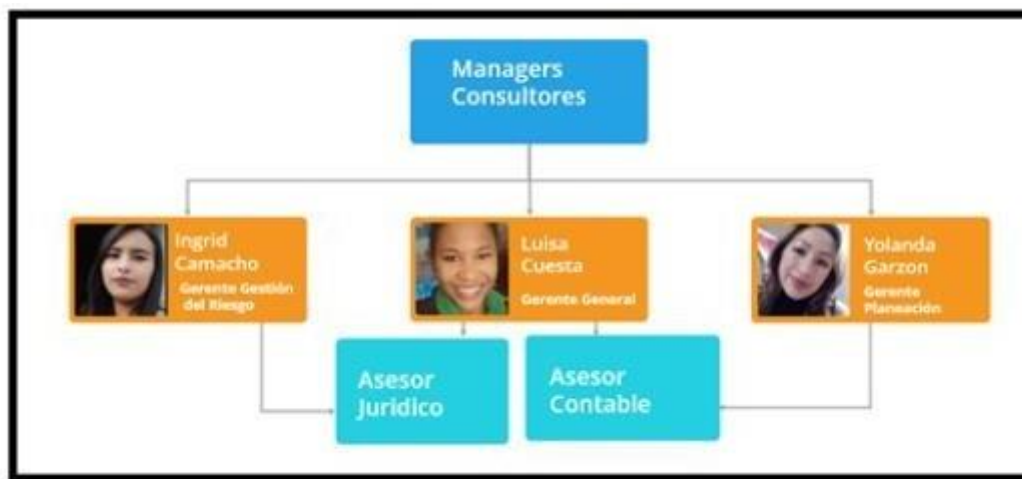 Managers
Consultores
Ingrid
Camacho
Gerente Gestión
del Riesgo
Luisa
Cuesta
Gerente General
Yolanda
Garzon
Gerente
Planeación
Asesor
Juridico
Asesor
Contable